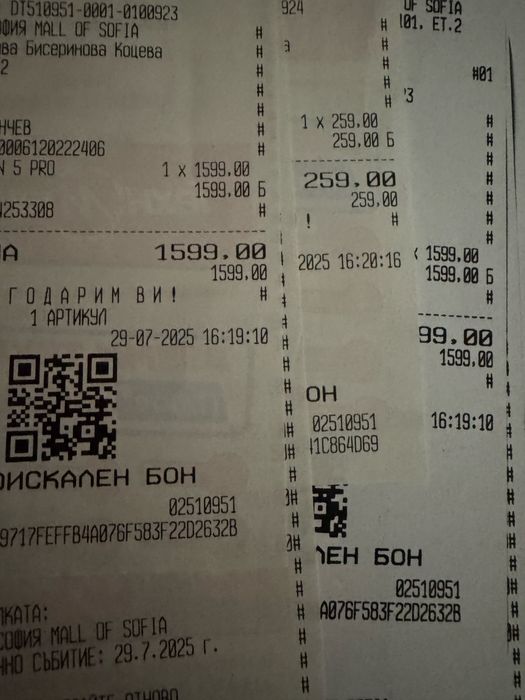 DT510951-0001-0100923
ФИЯ MALL OF SOFIA
ва Бисеринова Коцева
2
#
НЧЕВ
0006120222406
N 5 PRO 1 x 1599.00
1599.00 Б
253308 #
А 1599.00
1599.00
ГОДАРИМ ВИ! #
1 АРТИКУЛ
29-07-2025 16:19:10
ИСКАЛЕН БОН
02510951
9717FEFFB4A076F583F22D2632B
КАТА:
СОФИЯ MALL OF SOFIA
НО СЪБИТИЕ: 29.7.2025 г.
924
1 x 259.00
259.00 Б
259.00
259.00
! #
2025 16:20:16
ОН
02510951
1C864D69
OF SOFIA
101, ЕТ.2
#01
'3
1599.00
1599.00 Б
99.00
1599.00
#
16:19:10
ЛЕН БОН
02510951
A076F583F22D2632B